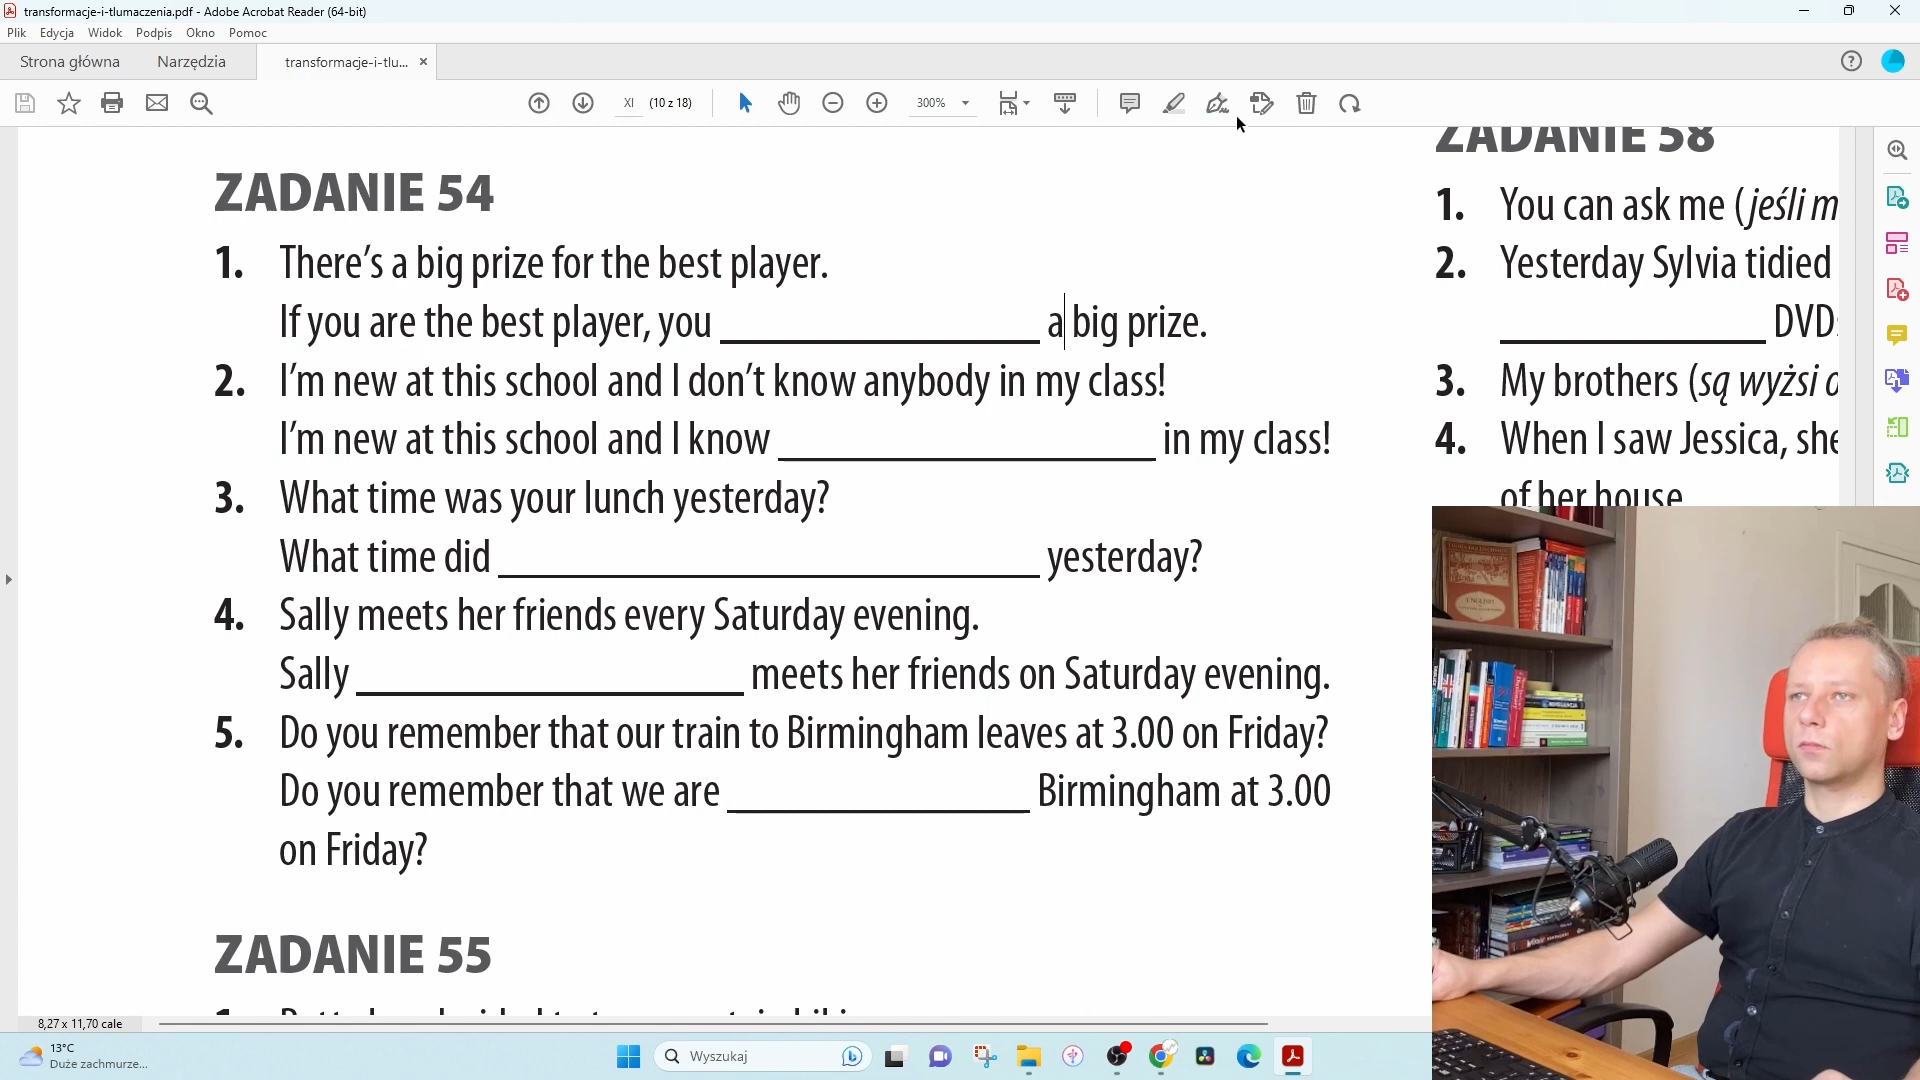 transformacje-i-tlumaczenia.pdf - Adobe Acrobat Reader (64-bit)
Plik Edycja Widok Podpis Okno Pomoc
Strona główna Narzędzia transformacje-i-tlu... ×
XI (10 z 18) 300%
ZADANIE 54
1. There's a big prize for the best player.
If you are the best player, you ____________ a big prize.
2. I'm new at this school and I don't know anybody in my class!
I'm new at this school and I know ____________ in my class!
3. What time was your lunch yesterday?
What time did ____________ yesterday?
4. Sally meets her friends every Saturday evening.
Sally ____________ meets her friends on Saturday evening.
5. Do you remember that our train to Birmingham leaves at 3.00 on Friday?
Do you remember that we are ____________ Birmingham at 3.00
on Friday?
ZADANIE 55
ZADANIE 58
1. You can ask me (jeśli m
2. Yesterday Sylvia tidied
____________ DVD
3. My brothers (są wyżsi o
4. When I saw Jessica, she
of her house
ENGLISH
8,27 x 11,70 cale
13°C
Duże zachmurze...
Wyszukaj